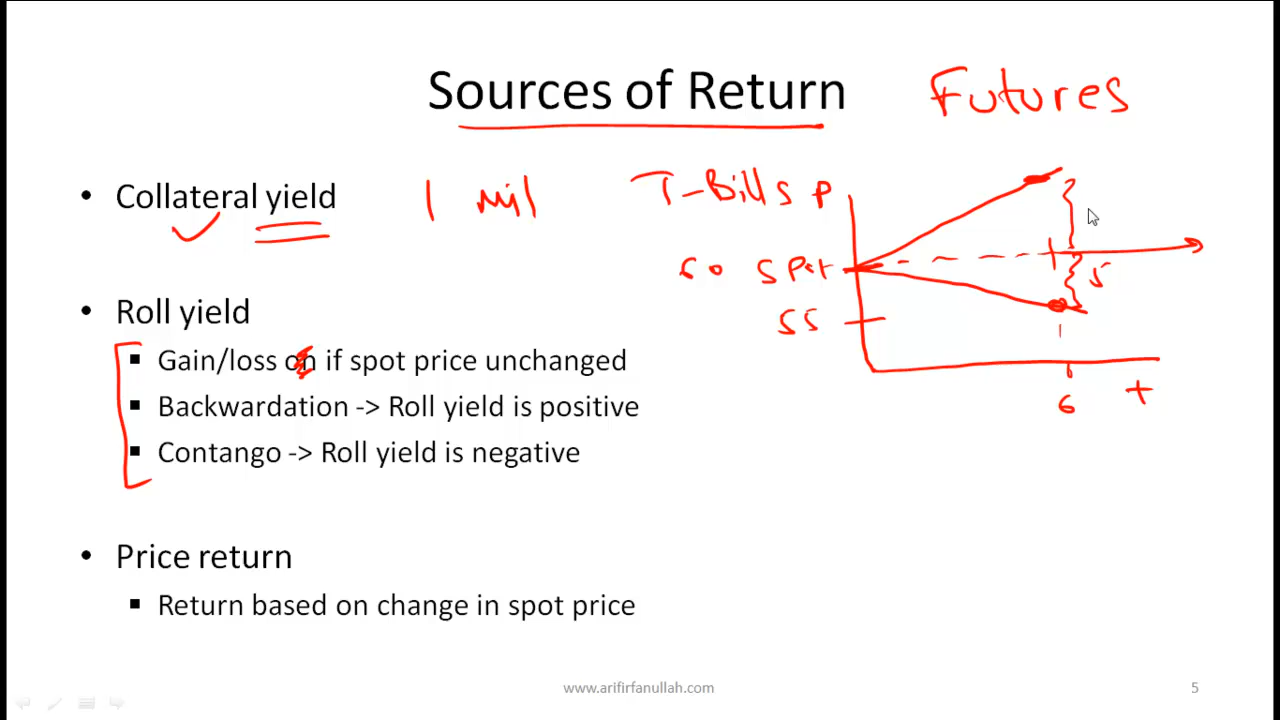 Sources of Return Futures
• Collateral yield 1 mil T-Bills P
60 Spot 5
• Roll yield 55
▪ Gain/loss on if spot price unchanged
▪ Backwardation -> Roll yield is positive 6 t
▪ Contango -> Roll yield is negative
• Price return
▪ Return based on change in spot price
www.arifirfanullah.com 5